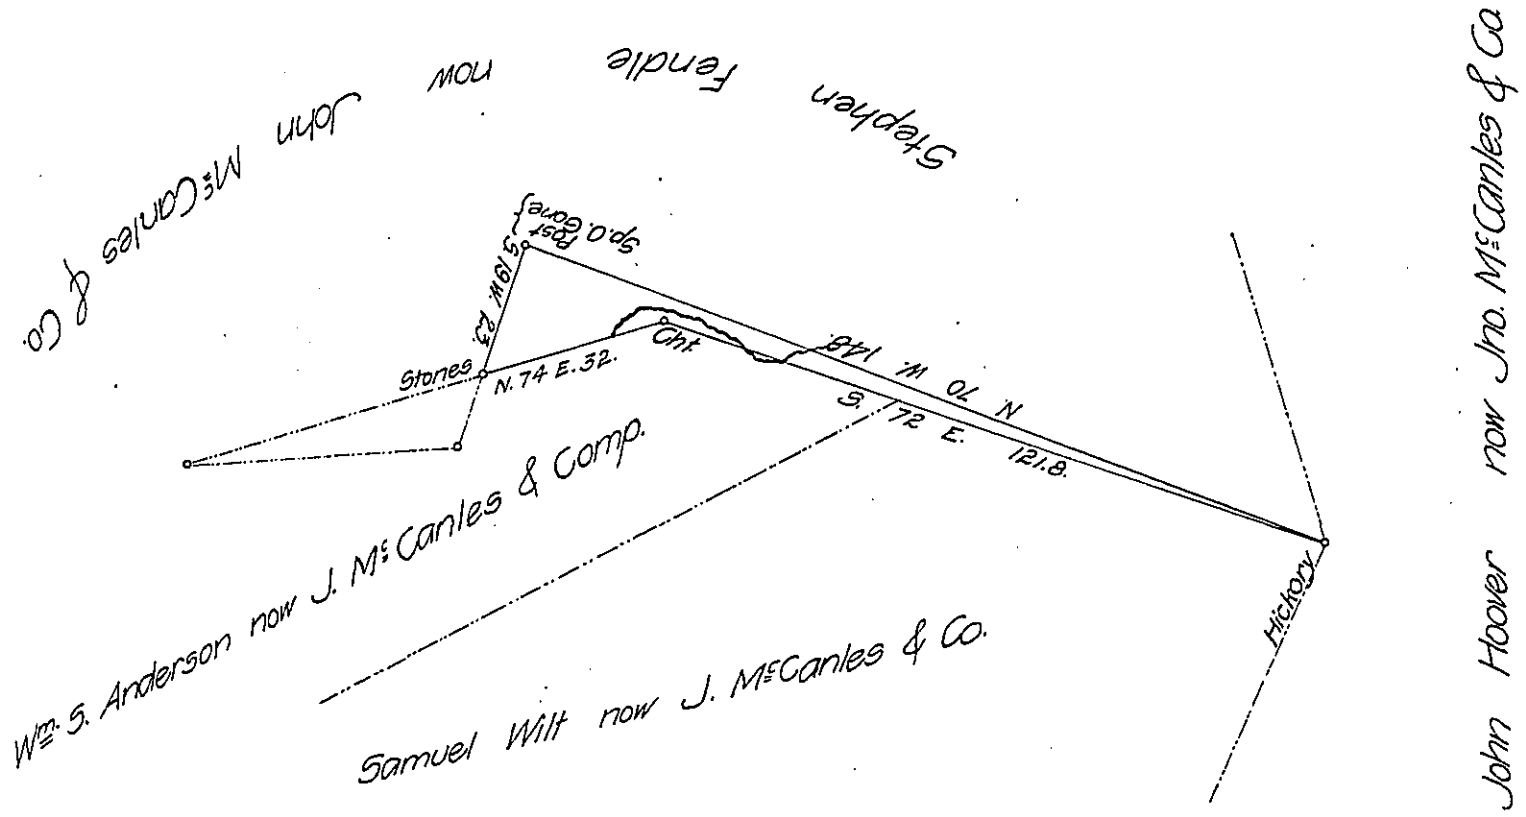 Stephen Fendle now John McCanles & Co.
John Hoover now Jno. McCanles & Co
Post
Sp. O. Gone}
S. 19 W. 23.
Stones
N. 74 E. 32.
Cht.
N 70 W. 148.
S. 72 E. 121.8.
Hickory
Wm. S. Anderson now J. McCanles & Comp.
Samuel Wilt now J. McCanles & Co.